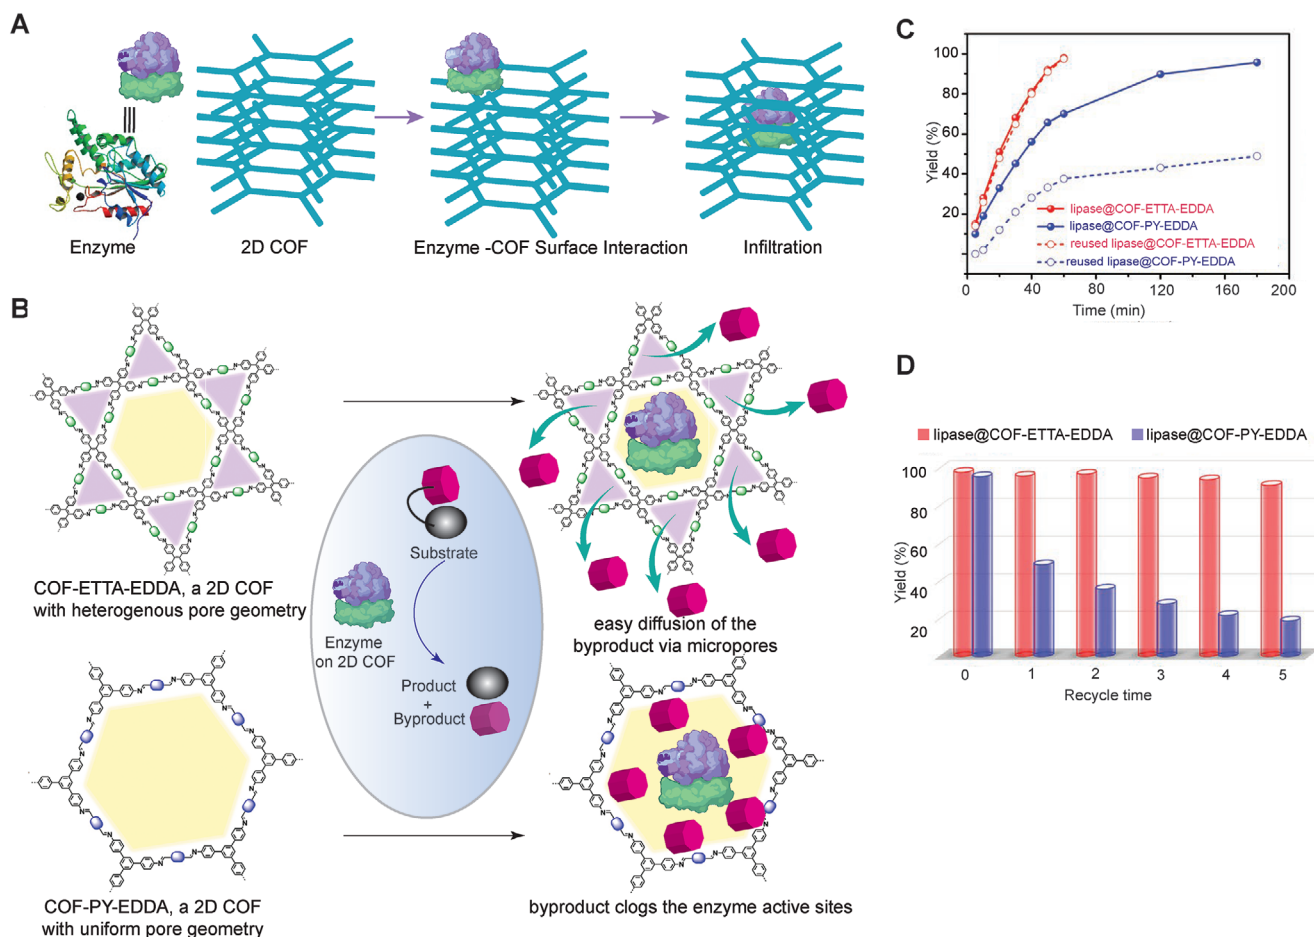 A
Enzyme
2D COF
Enzyme -COF Surface Interaction
Infiltration
B
COF-ETTA-EDDA, a 2D COF
with heterogenous pore geometry
Substrate
Enzyme
on 2D COF
Product
+
Byproduct
easy diffusion of the
byproduct via micropores
COF-PY-EDDA, a 2D COF
with uniform pore geometry
byproduct clogs the enzyme active sites
C
Yield (%)
100
80
60
40
20
lipase@COF-ETTA-EDDA
lipase@COF-PY-EDDA
reused lipase@COF-ETTA-EDDA
reused lipase@COF-PY-EDDA
0 40 80 120 160 200
Time (min)
D
lipase@COF-ETTA-EDDA lipase@COF-PY-EDDA
Yield (%)
100
80
60
40
20
0 1 2 3 4 5
Recycle time